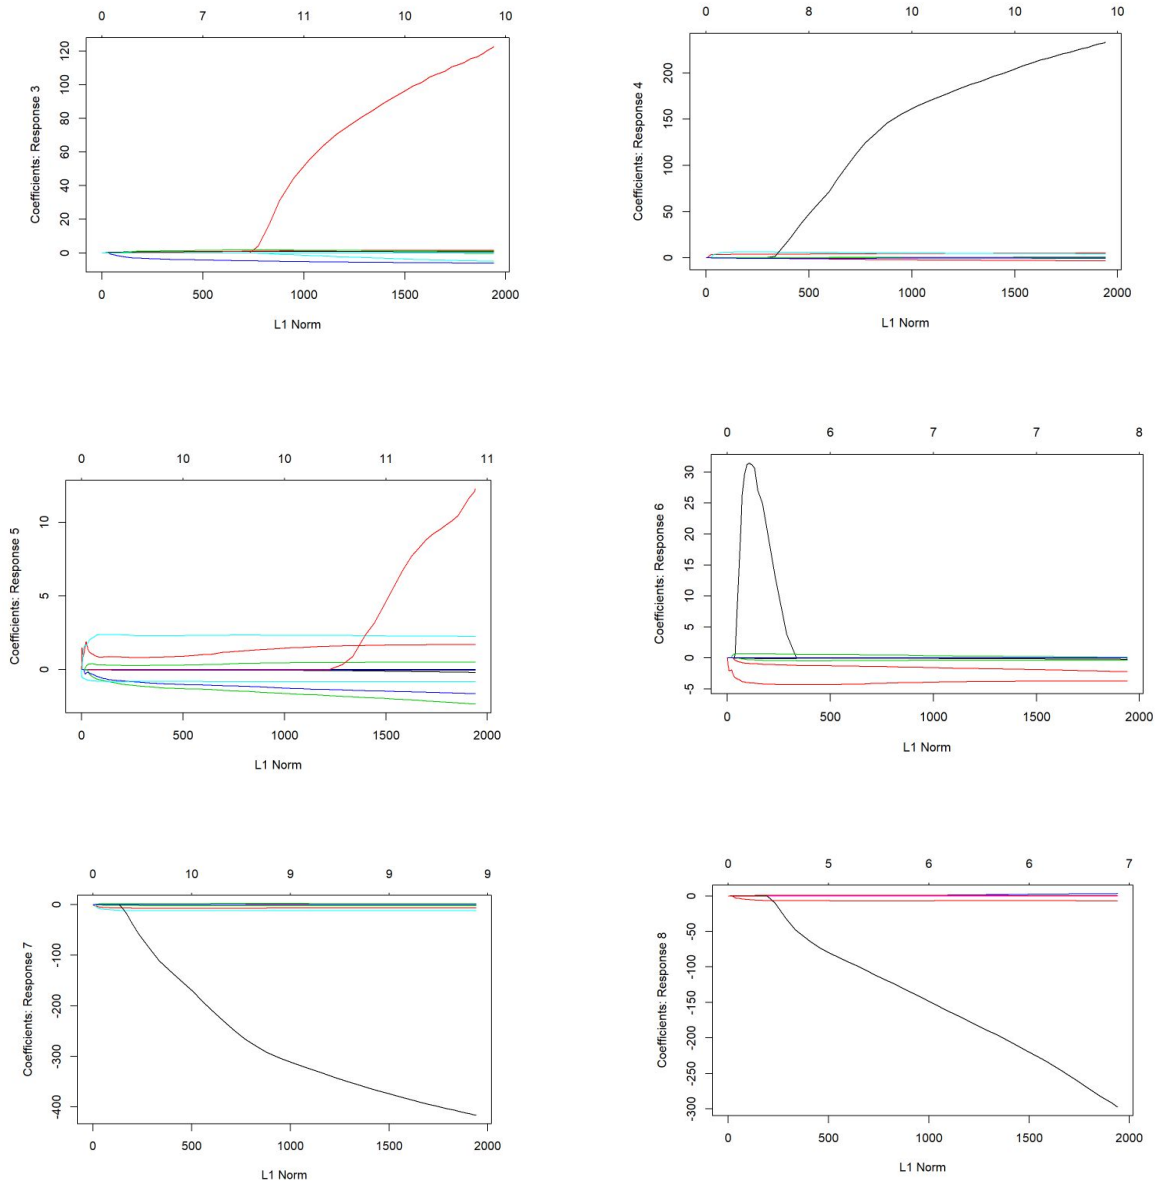 0 7 11 10 10
Coefficients: Response 3
120
100
80
60
40
20
0
0 500 1000 1500 2000
L1 Norm
0 8 10 10 10
Coefficients: Response 4
200
150
100
50
0
0 500 1000 1500 2000
L1 Norm
0 10 10 11 11
Coefficients: Response 5
10
5
0
0 500 1000 1500 2000
L1 Norm
0 6 7 7 8
Coefficients: Response 6
30
25
20
15
10
5
0
-5
0 500 1000 1500 2000
L1 Norm
0 10 9 9 9
Coefficients: Response 7
0
-100
-200
-300
-400
0 500 1000 1500 2000
L1 Norm
0 5 6 6 7
Coefficients: Response 8
0
-50
-100
-150
-200
-250
-300
0 500 1000 1500 2000
L1 Norm